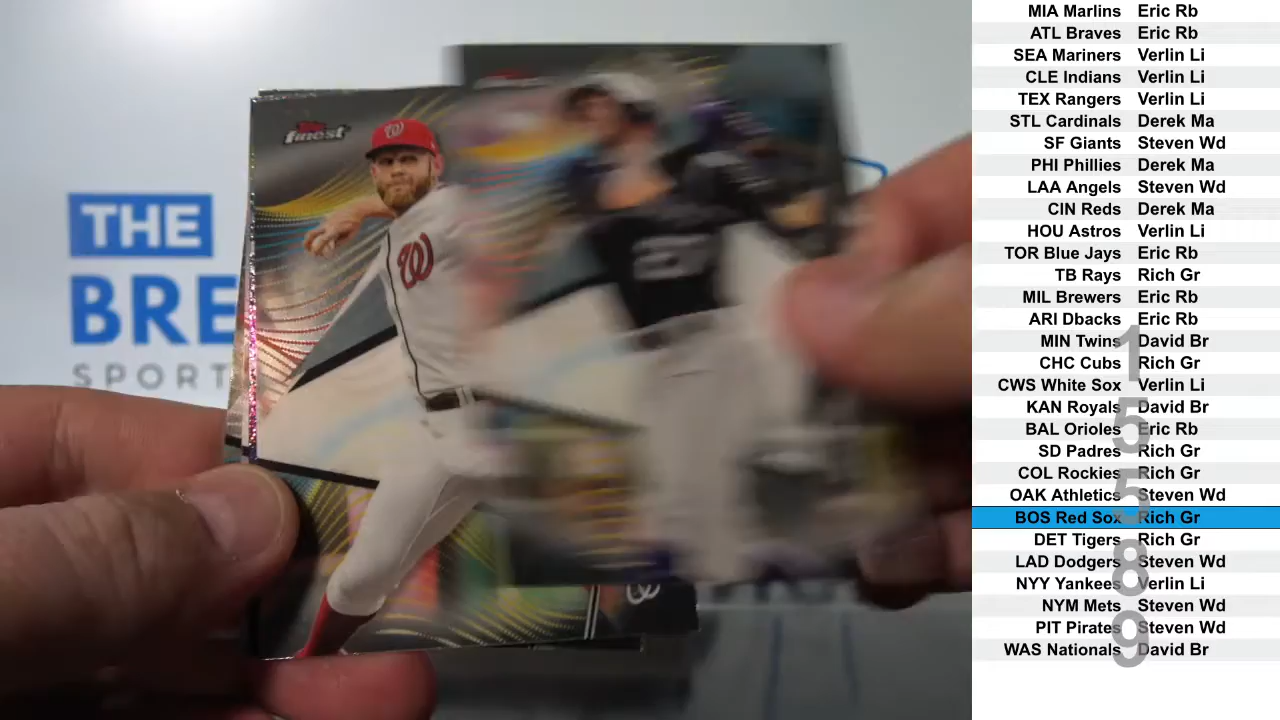 THE
BRE
SPORT
finest
W
W
MIA Marlins Eric Rb
ATL Braves Eric Rb
SEA Mariners Verlin Li
CLE Indians Verlin Li
TEX Rangers Verlin Li
STL Cardinals Derek Ma
SF Giants Steven Wd
PHI Phillies Derek Ma
LAA Angels Steven Wd
CIN Reds Derek Ma
HOU Astros Verlin Li
TOR Blue Jays Eric Rb
TB Rays Rich Gr
MIL Brewers Eric Rb
ARI Dbacks Eric Rb
MIN Twins David Br
CHC Cubs Rich Gr
CWS White Sox Verlin Li
KAN Royals David Br
BAL Orioles Eric Rb
SD Padres Rich Gr
COL Rockies Rich Gr
OAK Athletics Steven Wd
BOS Red Sox Rich Gr
DET Tigers Rich Gr
LAD Dodgers Steven Wd
NYY Yankees Verlin Li
NYM Mets Steven Wd
PIT Pirates Steven Wd
WAS Nationals David Br
1
5
5
8
9